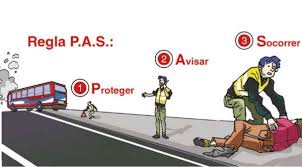 Regla P.A.S.:
1 Proteger
2 Avisar
3 Socorrer